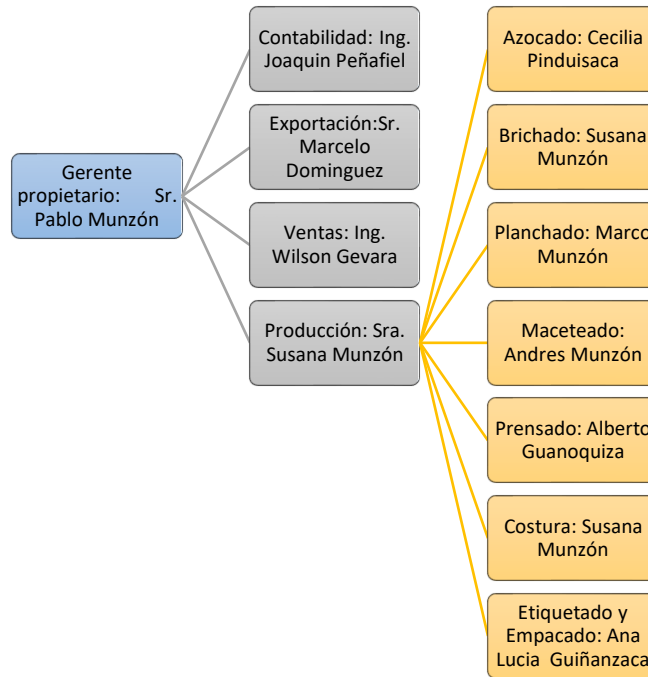 Gerente
propietario: Sr.
Pablo Munzón
Contabilidad: Ing.
Joaquin Peñafiel
Exportación:Sr.
Marcelo
Dominguez
Ventas: Ing.
Wilson Gevara
Producción: Sra.
Susana Munzón
Azocado: Cecilia
Pinduisaca
Brichado: Susana
Munzón
Planchado: Marco
Munzón
Maceteado:
Andres Munzón
Prensado: Alberto
Guanoquiza
Costura: Susana
Munzón
Etiquetado y
Empacado: Ana
Lucia Guiñanzaca